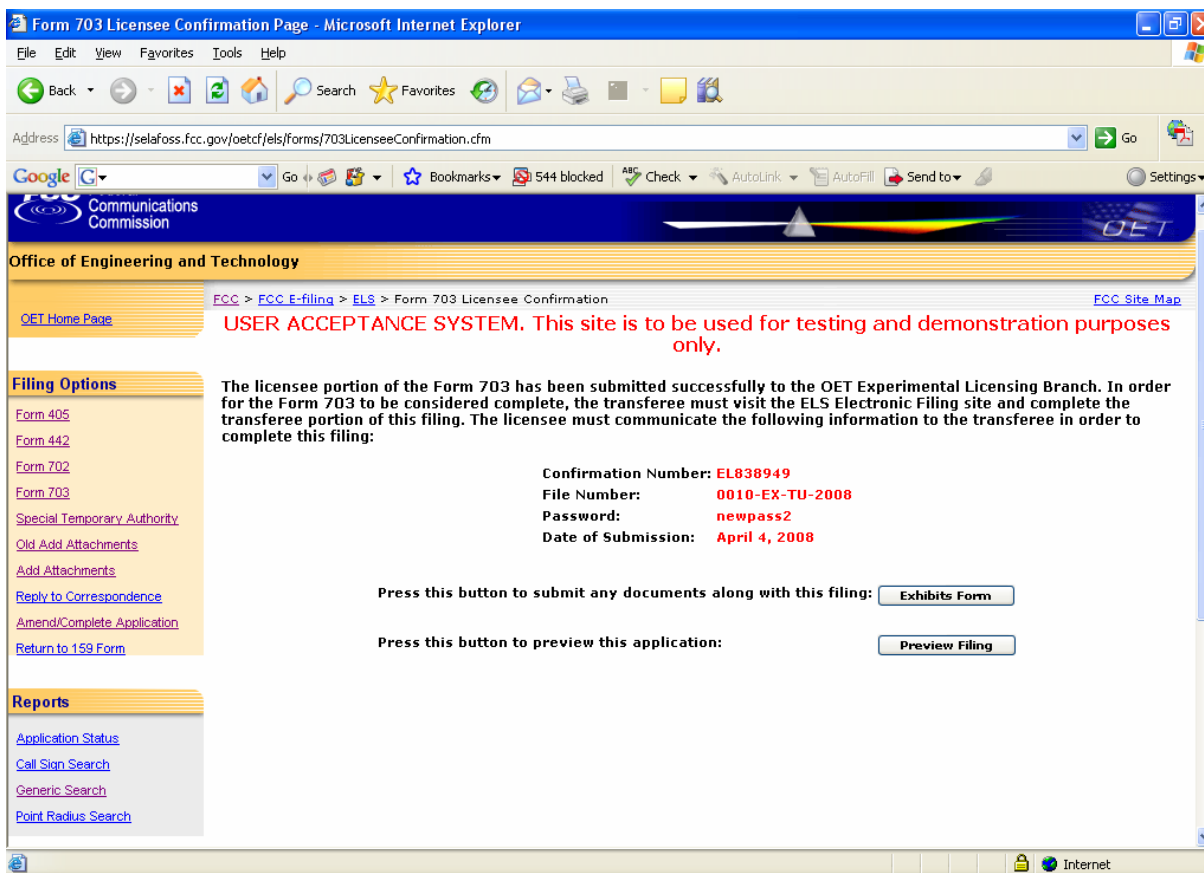 Form 703 Licensee Confirmation Page - Microsoft Internet Explorer
File Edit View Favorites Tools Help
Back Search Favorites
Address https://selafoss.fcc.gov/oetcf/els/forms/703LicenseeConfirmation.cfm Go
Google G Go Bookmarks 544 blocked ABC Check AutoLink AutoFill Send to Settings
Communications
Commission
OET
Office of Engineering and Technology
FCC > FCC E-filing > ELS > Form 703 Licensee Confirmation FCC Site Map
OET Home Page
USER ACCEPTANCE SYSTEM. This site is to be used for testing and demonstration purposes
only.
Filing Options
Form 405
Form 442
Form 702
Form 703
Special Temporary Authority
Old Add Attachments
Add Attachments
Reply to Correspondence
Amend/Complete Application
Return to 159 Form
Reports
Application Status
Call Sign Search
Generic Search
Point Radius Search
The licensee portion of the Form 703 has been submitted successfully to the OET Experimental Licensing Branch. In order
for the Form 703 to be considered complete, the transferee must visit the ELS Electronic Filing site and complete the
transferee portion of this filing. The licensee must communicate the following information to the transferee in order to
complete this filing:
Confirmation Number: EL838949
File Number: 0010-EX-TU-2008
Password: newpass2
Date of Submission: April 4, 2008
Press this button to submit any documents along with this filing: Exhibits Form
Press this button to preview this application: Preview Filing
Internet